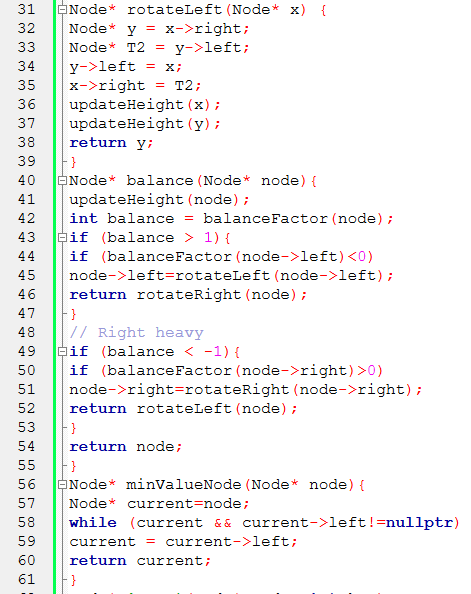 31 Node* rotateLeft(Node* x) {
32 Node* y = x->right;
33 Node* T2 = y->left;
34 y->left = x;
35 x->right = T2;
36 updateHeight(x);
37 updateHeight(y);
38 return y;
39 }
40 Node* balance(Node* node){
41 updateHeight(node);
42 int balance = balanceFactor(node);
43 if (balance > 1){
44 if (balanceFactor(node->left)<0)
45 node->left=rotateLeft(node->left);
46 return rotateRight(node);
47 }
48 // Right heavy
49 if (balance < -1){
50 if (balanceFactor(node->right)>0)
51 node->right=rotateRight(node->right);
52 return rotateLeft(node);
53 }
54 return node;
55 }
56 Node* minValueNode(Node* node){
57 Node* current=node;
58 while (current && current->left!=nullptr)
59 current = current->left;
60 return current;
61 }